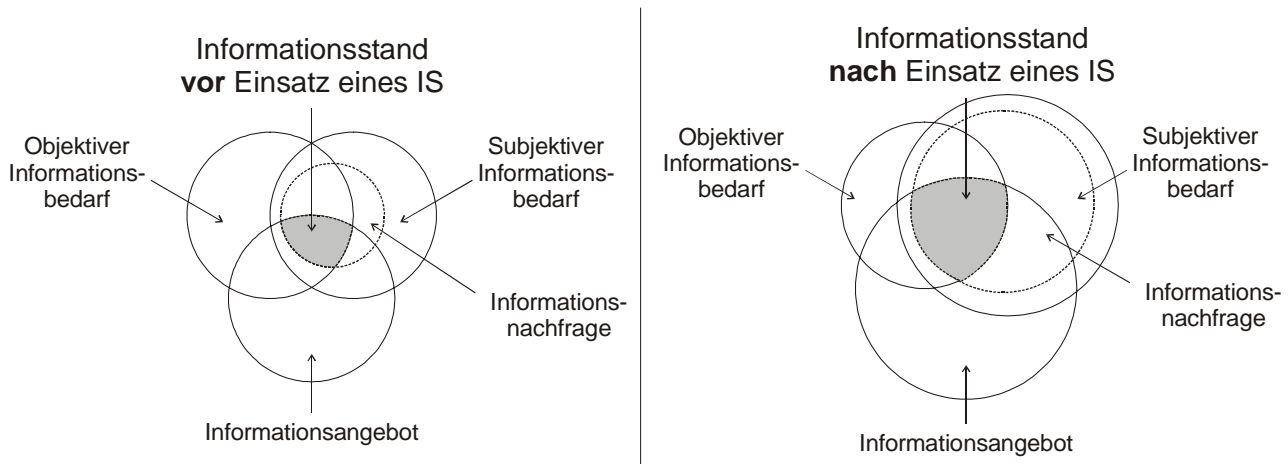 Informationsstand
vor Einsatz eines IS
Objektiver
Informations-
bedarf
Subjektiver
Informations-
bedarf
Informations-
nachfrage
Informationsangebot
Informationsstand
nach Einsatz eines IS
Objektiver
Informations-
bedarf
Subjektiver
Informations-
bedarf
Informations-
nachfrage
Informationsangebot